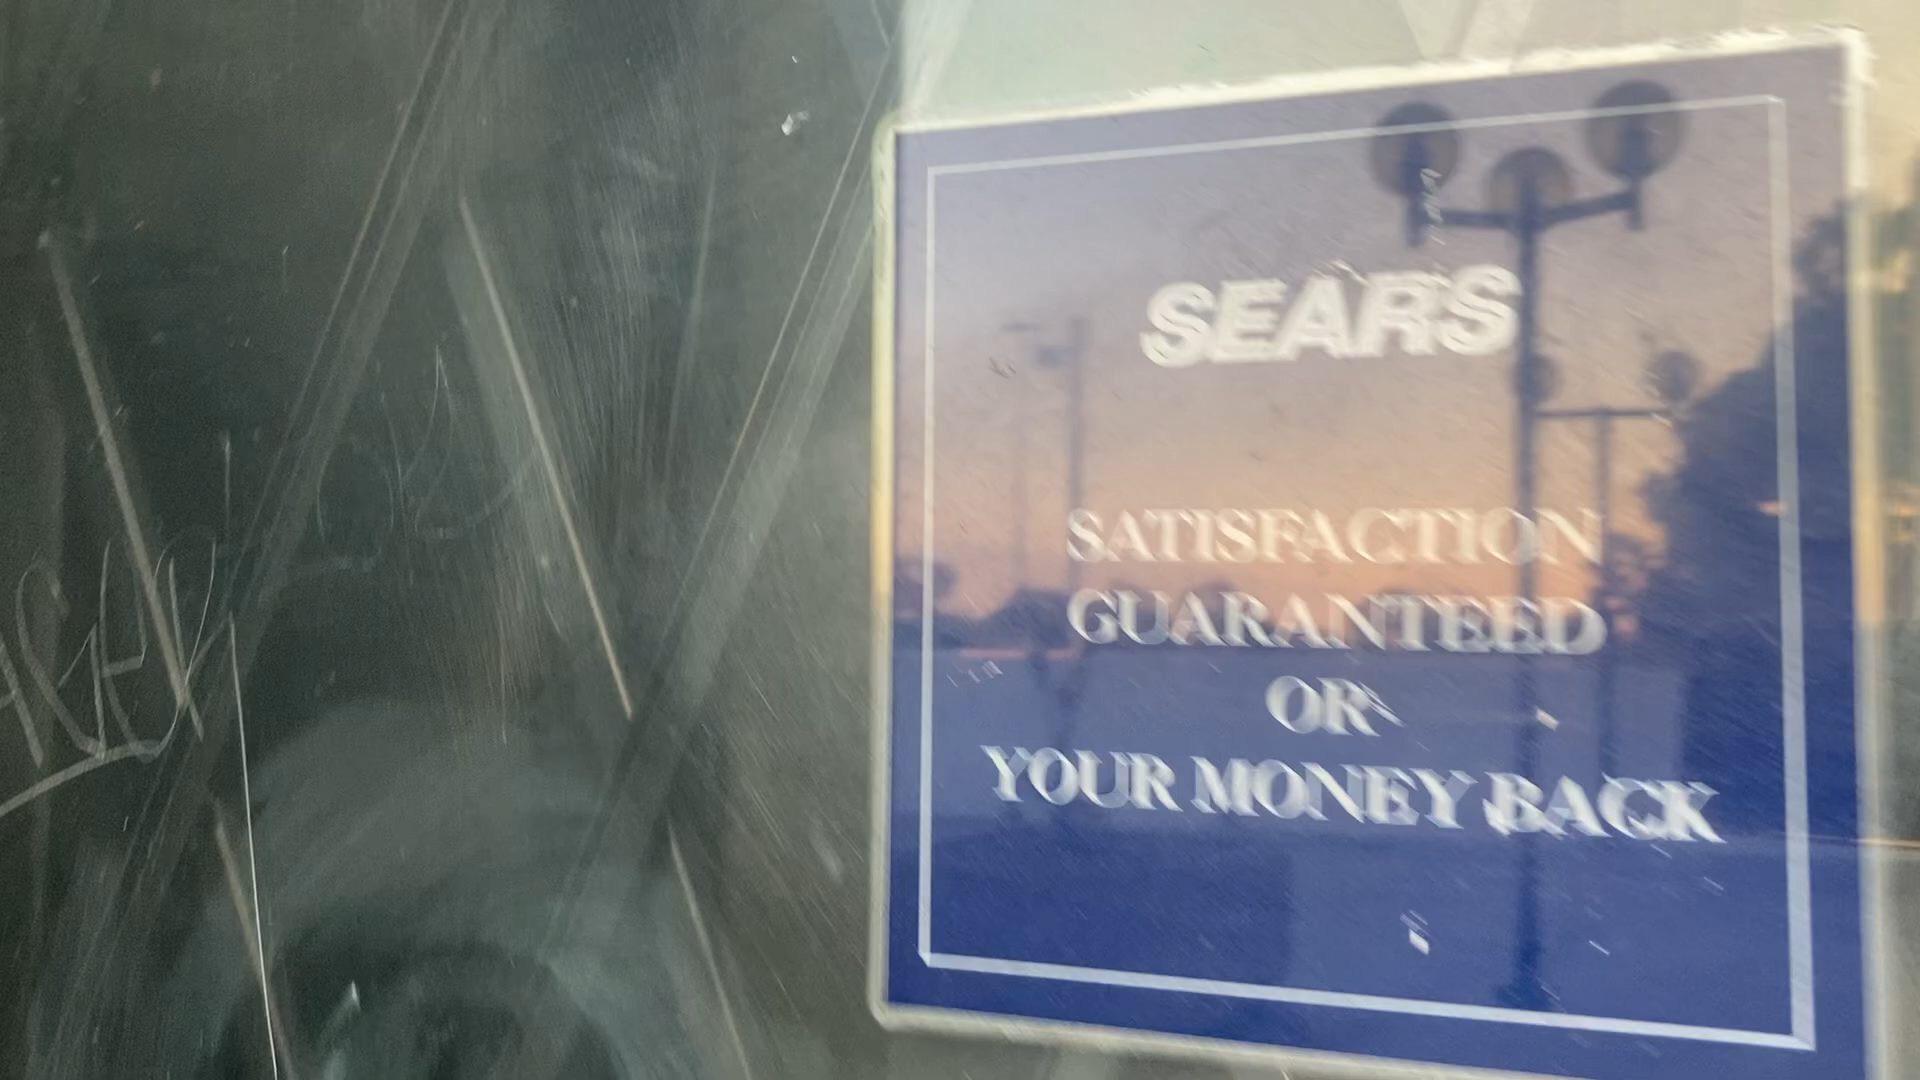 SEARS
SATISFACTION
GUARANTEED
OR
YOUR MONEY BACK